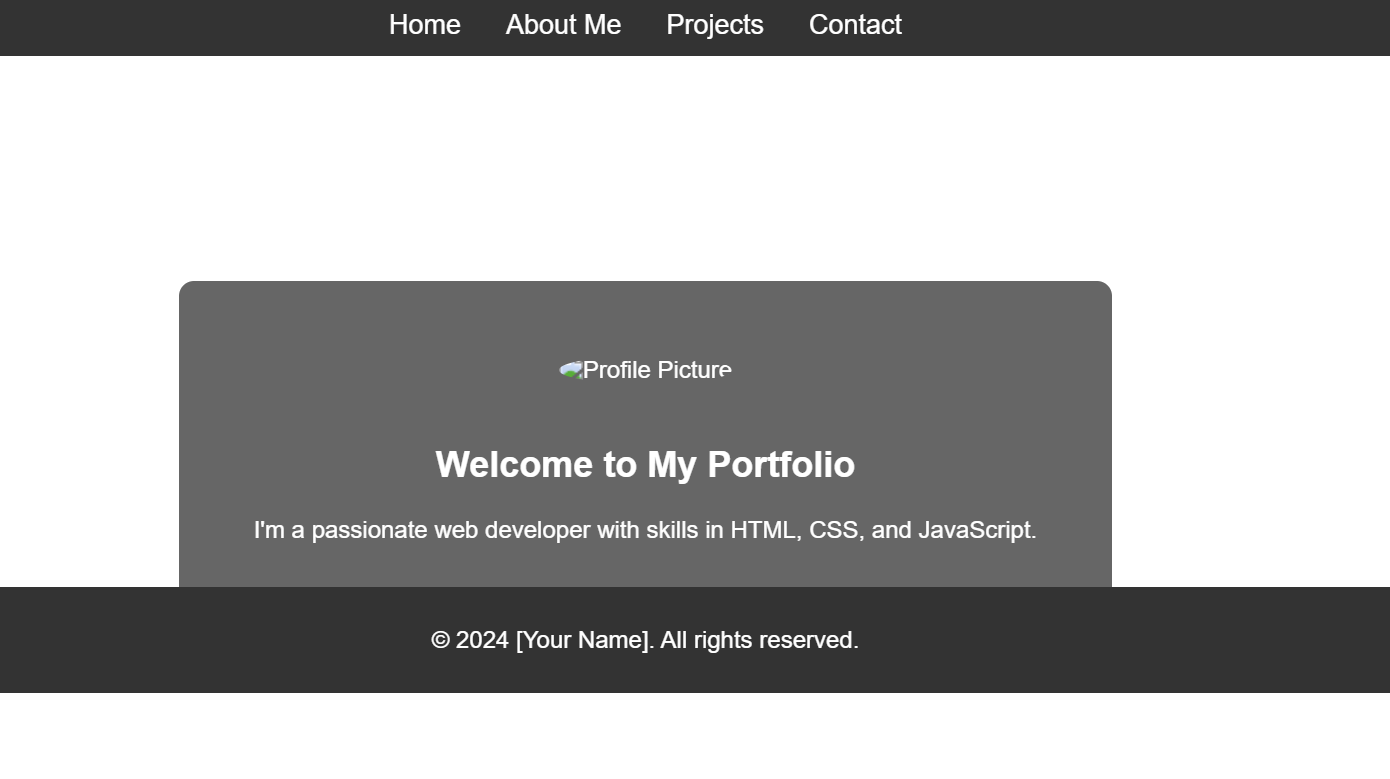 Home About Me Projects Contact
Profile Picture
Welcome to My Portfolio
I'm a passionate web developer with skills in HTML, CSS, and JavaScript.
© 2024 [Your Name]. All rights reserved.